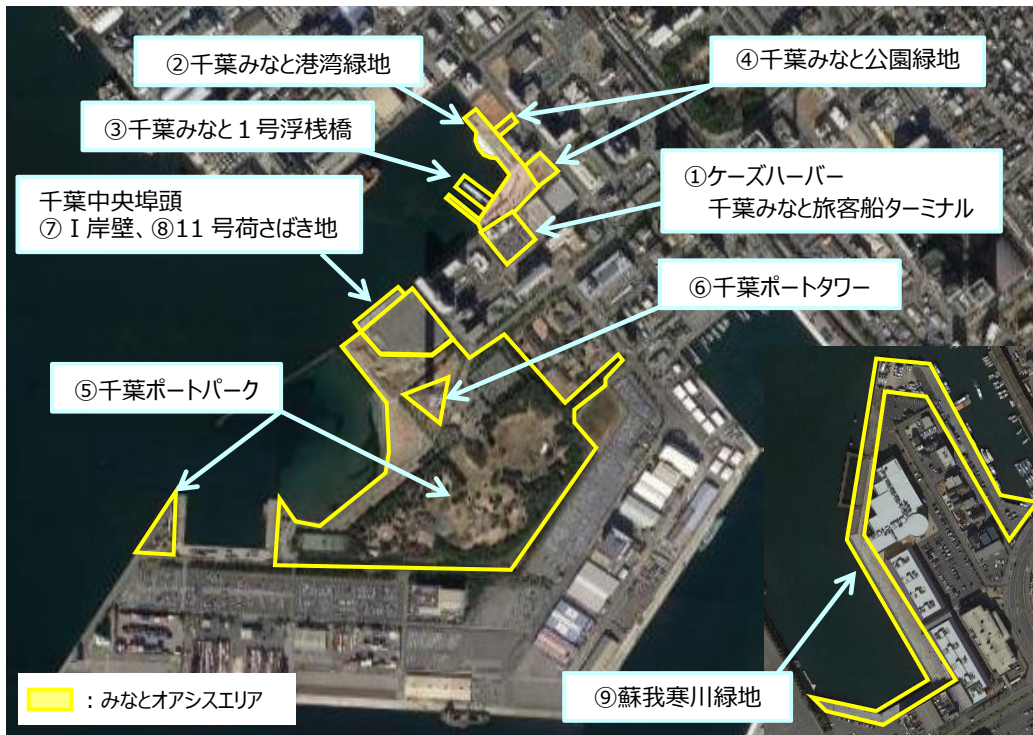 ②千葉みなと港湾緑地
④千葉みなと公園緑地
③千葉みなと１号浮桟橋
①ケーズハーバー
千葉みなと旅客船ターミナル
千葉中央埠頭
⑦Ｉ岸壁、⑧11 号荷さばき地
⑥千葉ポートタワー
⑤千葉ポートパーク
⑨蘇我寒川緑地
：みなとオアシスエリア